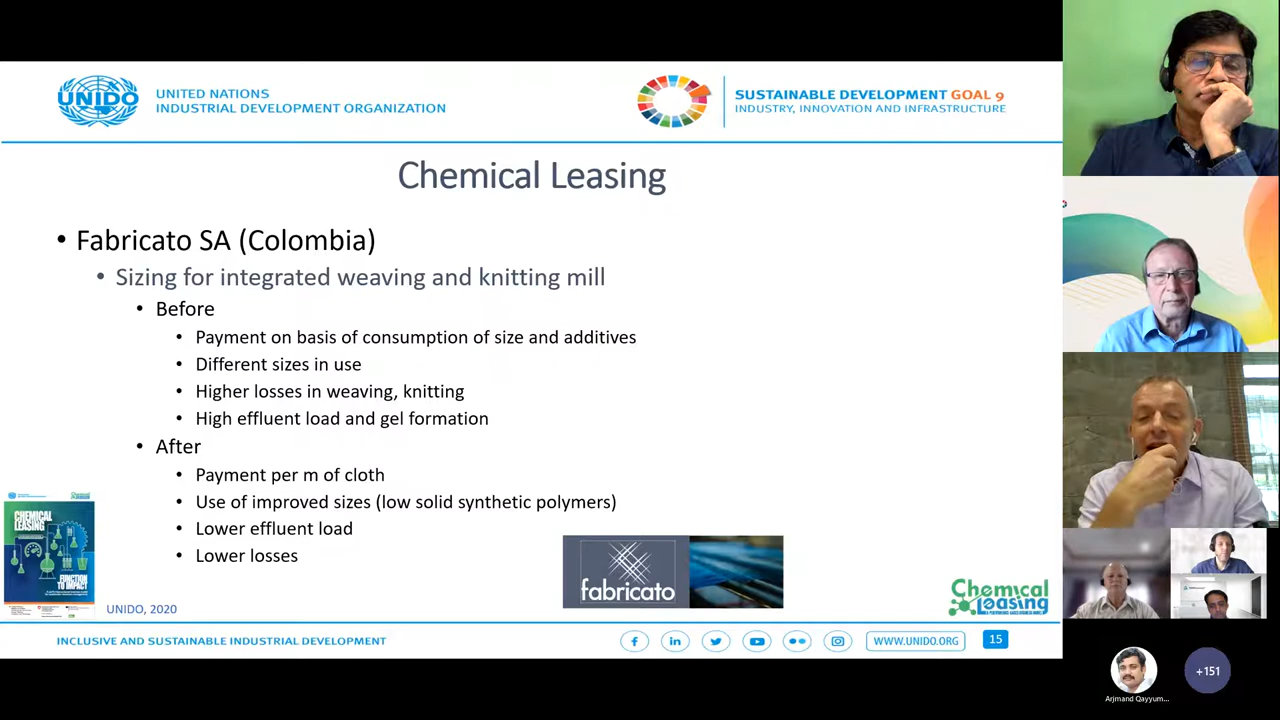 UNIDO
UNITED NATIONS
INDUSTRIAL DEVELOPMENT ORGANIZATION
SUSTAINABLE DEVELOPMENT GOAL 9
INDUSTRY, INNOVATION AND INFRASTRUCTURE
Chemical Leasing
• Fabricato SA (Colombia)
• Sizing for integrated weaving and knitting mill
• Before
• Payment on basis of consumption of size and additives
• Different sizes in use
• Higher losses in weaving, knitting
• High effluent load and gel formation
• After
• Payment per m of cloth
• Use of improved sizes (low solid synthetic polymers)
• Lower effluent load
• Lower losses
CHEMICAL
LEASING
FUNCTION
TO IMPACT
UNIDO, 2020
fabricato
Chemical
Leasing
INCLUSIVE AND SUSTAINABLE INDUSTRIAL DEVELOPMENT
WWW.UNIDO.ORG
15
Arjmand Qayyum...
+151